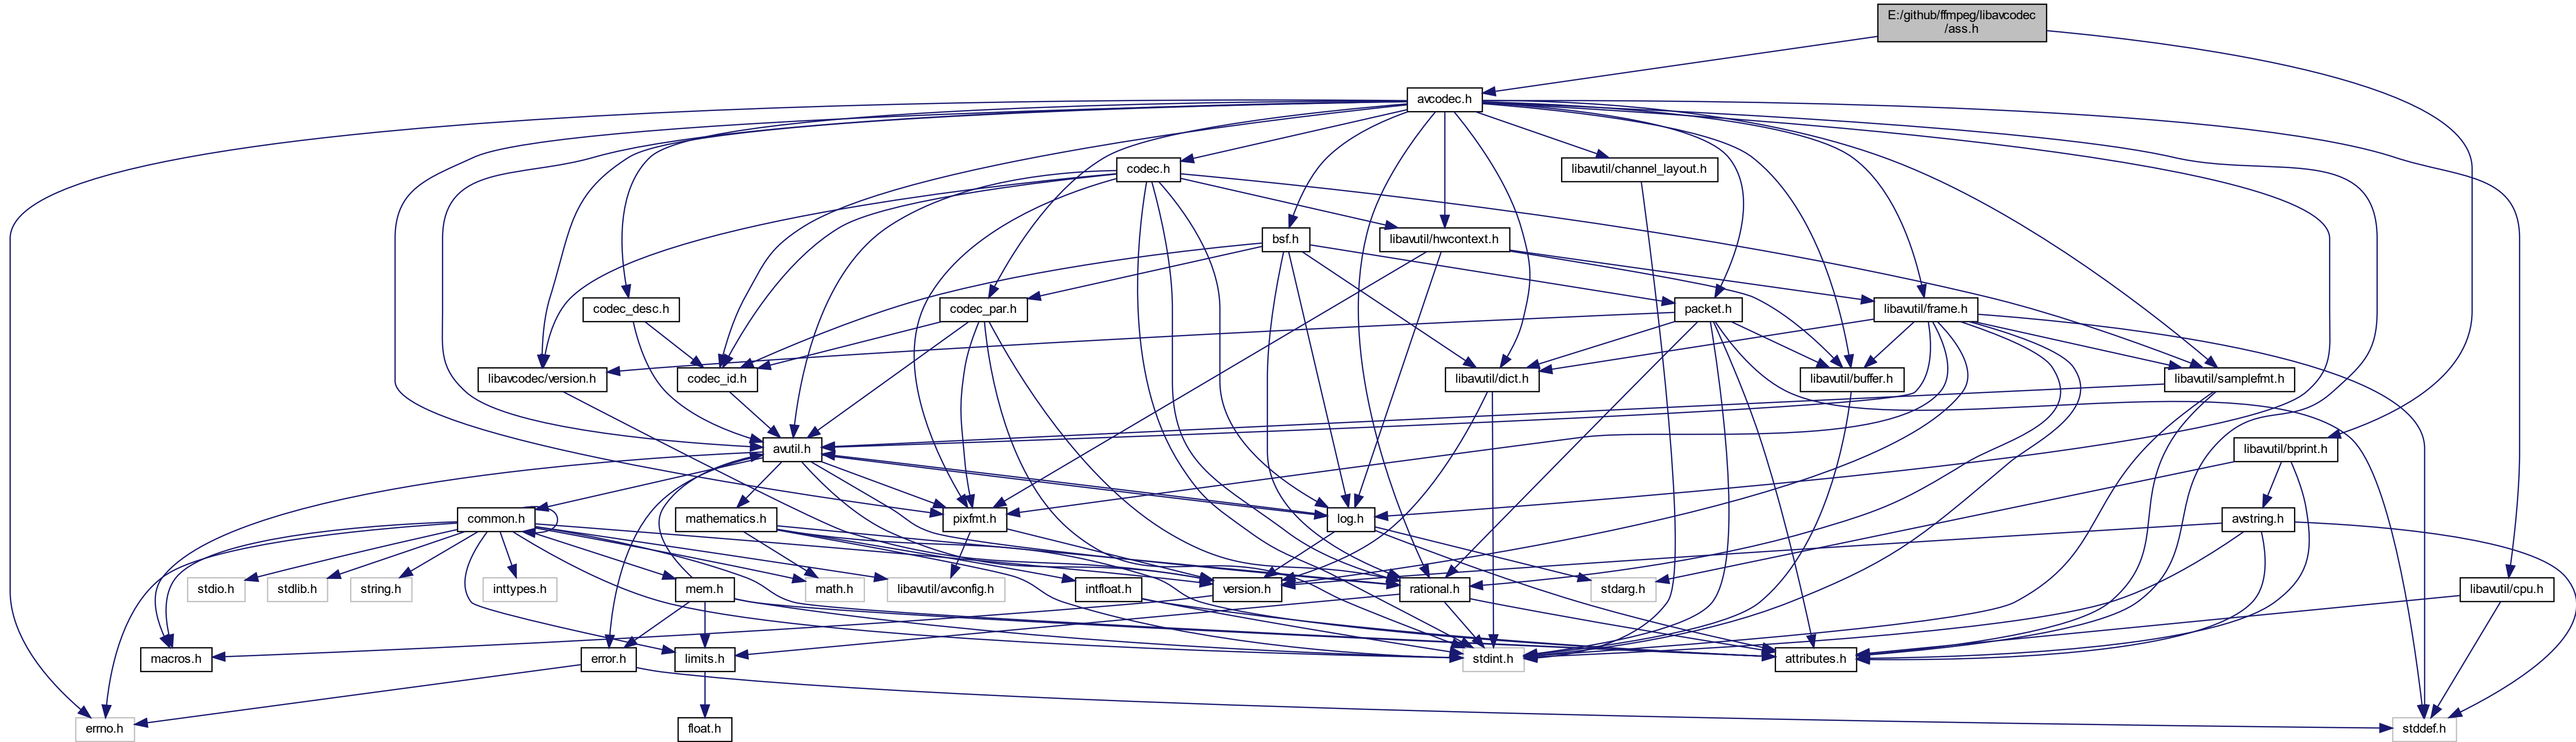 E:/github/ffmpeg/libavcodec
/ass.h
avcodec.h
codec.h
libavutil/channel_layout.h
bsf.h
libavutil/hwcontext.h
codec_desc.h
codec_par.h
packet.h
libavutil/frame.h
libavcodec/version.h
codec_id.h
libavutil/dict.h
libavutil/buffer.h
libavutil/samplefmt.h
avutil.h
libavutil/bprint.h
common.h
mathematics.h
pixfmt.h
log.h
avstring.h
stdio.h
stdlib.h
string.h
inttypes.h
mem.h
math.h
libavutil/avconfig.h
intfloat.h
version.h
rational.h
stdarg.h
libavutil/cpu.h
macros.h
error.h
limits.h
stdint.h
attributes.h
errno.h
float.h
stddef.h